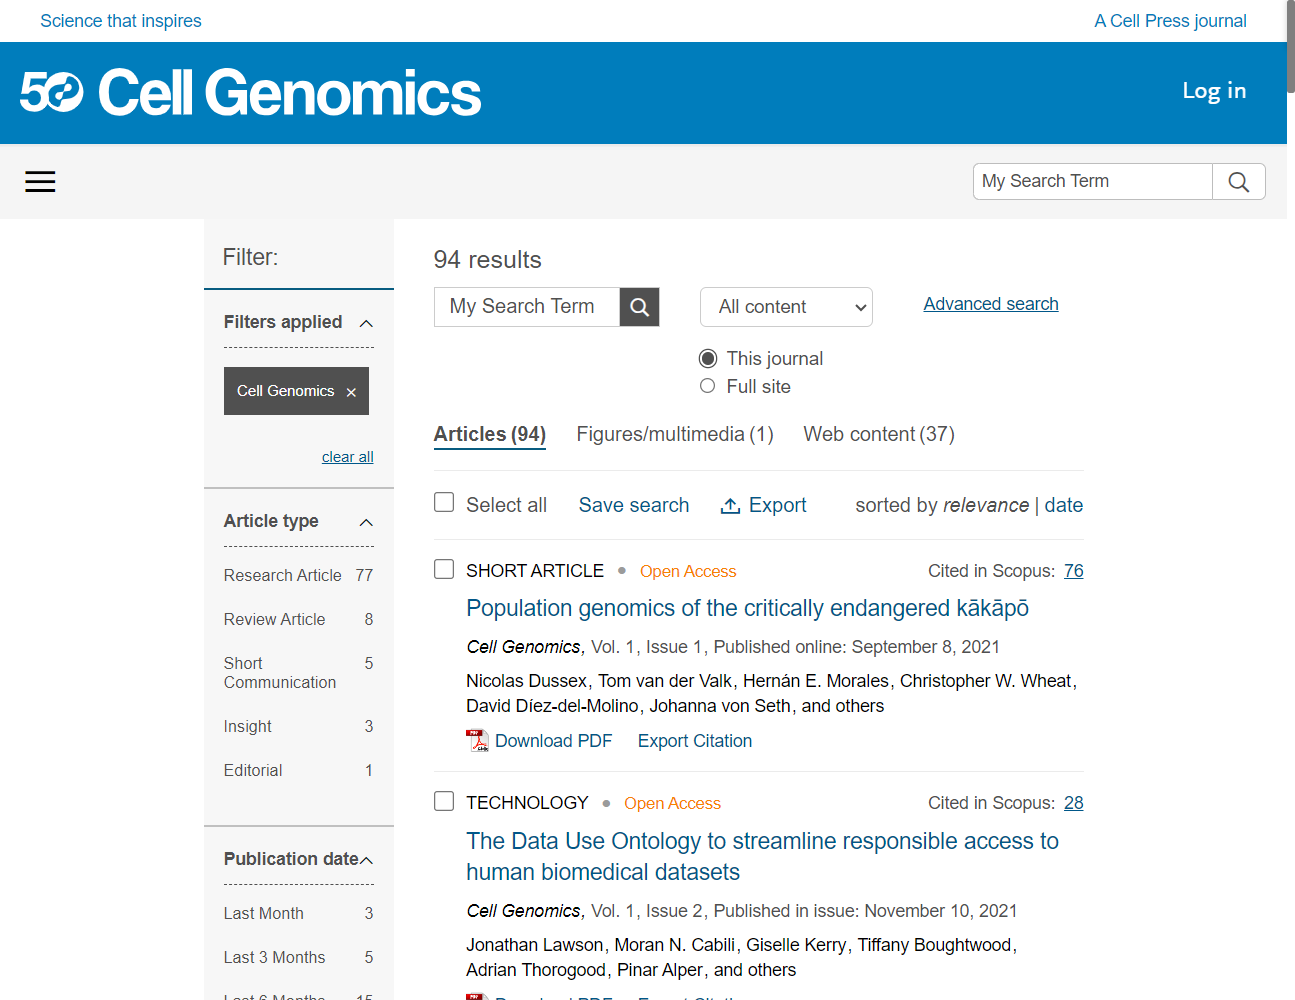 Science that inspires
A Cell Press journal
50 Cell Genomics
Log in
My Search Term
Filter:
Filters applied
Cell Genomics ×
clear all
Article type
Research Article 77
Review Article 8
Short Communication 5
Insight 3
Editorial 1
Publication date
Last Month 3
Last 3 Months 5
Last 6 Months 15
94 results
My Search Term
All content
Advanced search
This journal
Full site
Articles (94) Figures/multimedia (1) Web content (37)
Select all Save search Export sorted by relevance | date
SHORT ARTICLE • Open Access Cited in Scopus: 76
Population genomics of the critically endangered kākāpō
Cell Genomics, Vol. 1, Issue 1, Published online: September 8, 2021
Nicolas Dussex, Tom van der Valk, Hernán E. Morales, Christopher W. Wheat,
David Díez-del-Molino, Johanna von Seth, and others
Download PDF Export Citation
TECHNOLOGY • Open Access Cited in Scopus: 28
The Data Use Ontology to streamline responsible access to
human biomedical datasets
Cell Genomics, Vol. 1, Issue 2, Published in issue: November 10, 2021
Jonathan Lawson, Moran N. Cabili, Giselle Kerry, Tiffany Boughtwood,
Adrian Thorogood, Pinar Alper, and others
Download PDF Export Citation